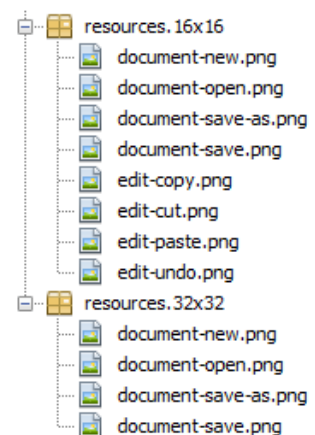 resources.16x16
document-new.png
document-open.png
document-save-as.png
document-save.png
edit-copy.png
edit-cut.png
edit-paste.png
edit-undo.png
resources.32x32
document-new.png
document-open.png
document-save-as.png
document-save.png